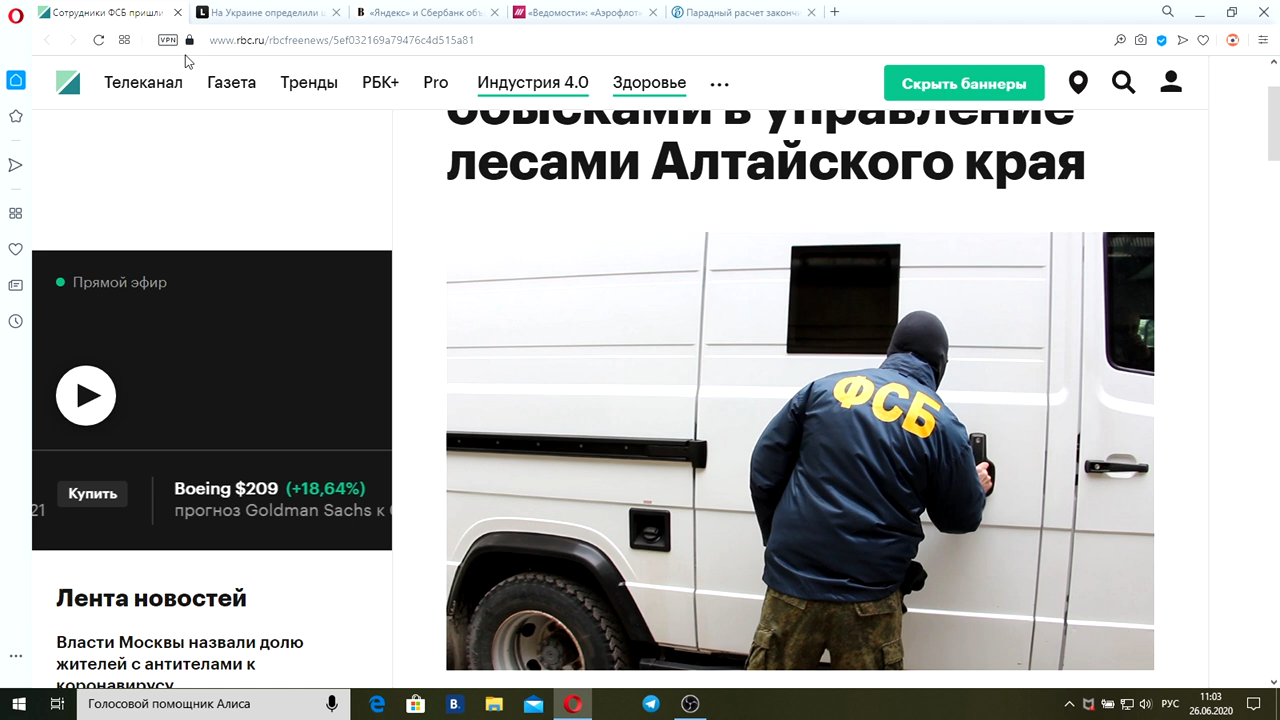 Сотрудники ФСБ пришли
На Украине определили
«Яндекс» и Сбербанк объ
«Ведомости»: «Аэрофлот»
Парадный расчет закончи
VPN
www.rbc.ru/rbcfreenews/5ef032169a79476c4d515a81
Телеканал
Газета
Тренды
РБК+
Pro
Индустрия 4.0
Здоровье
Скрыть баннеры
обысками в управление
лесами Алтайского края
ФСБ
Прямой эфир
Купить
Boeing $209 (+18,64%)
21
прогноз Goldman Sachs к
Лента новостей
Власти Москвы назвали долю
жителей с антителами к
коронавирусу
Голосовой помощник Алиса
B.
РУС
11:03
26.06.2020